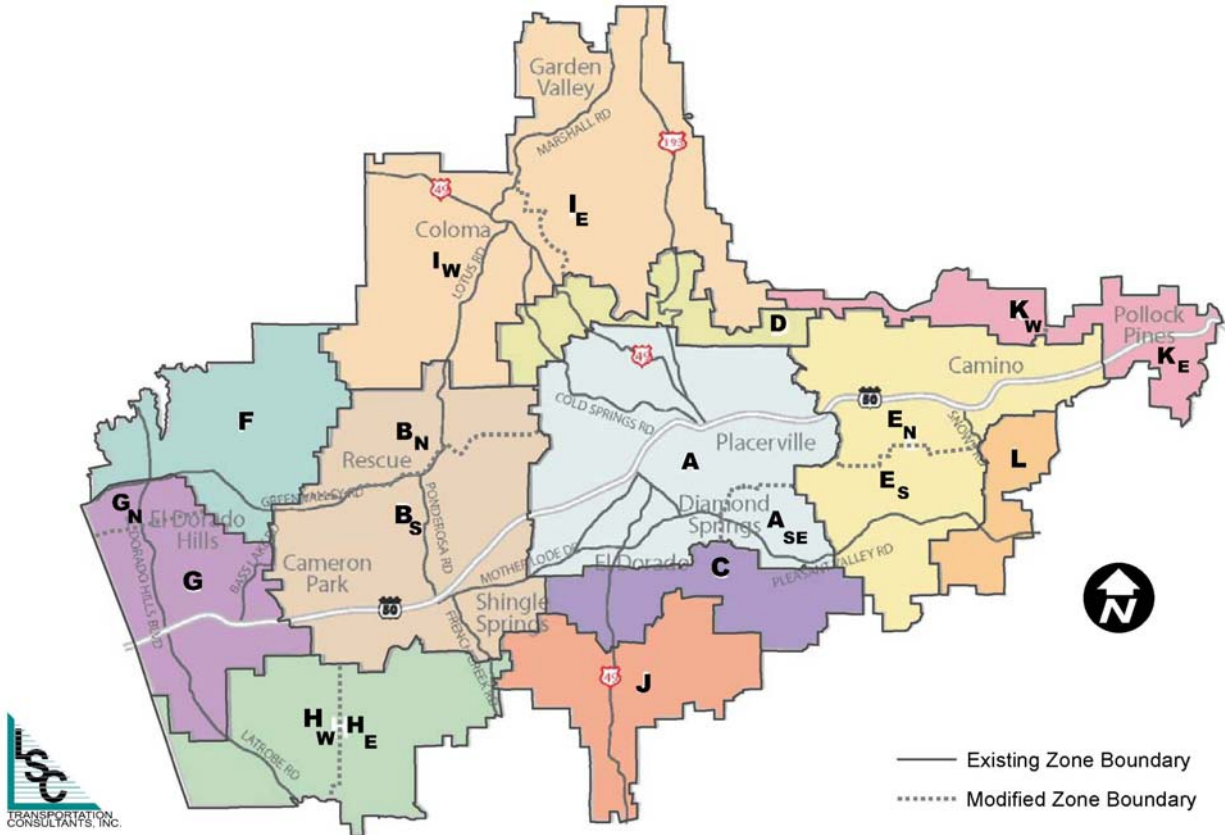 Garden
Valley
MARSHALL RD
193
49
Coloma
I E
I W
LOTUS RD
D
K W
Pollock
Pines
K E
49
Camino
F
COLD SPRINGS RD
50
SNOWS RD
B N
Rescue
Placerville
E N
A
L
GREEN VALLEY RD
G N
El Dorado
Hills
B S
PONDEROSA RD
Diamond
Springs
A SE
E S
EL DORADO HILLS BLVD
G
BASS LAKE
Cameron
Park
MOTHER LODE DR
El Dorado
C
PLEASANT VALLEY RD
50
Shingle
Springs
FRENCH CREEK RD
N
49
J
H W
H E
LATROBE RD
LSC
TRANSPORTATION
CONSULTANTS, INC.
Existing Zone Boundary
Modified Zone Boundary